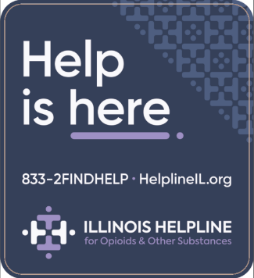 Help
is here.
833-2FINDHELP • HelplineIL.org
ILLINOIS HELPLINE
for Opioids & Other Substances